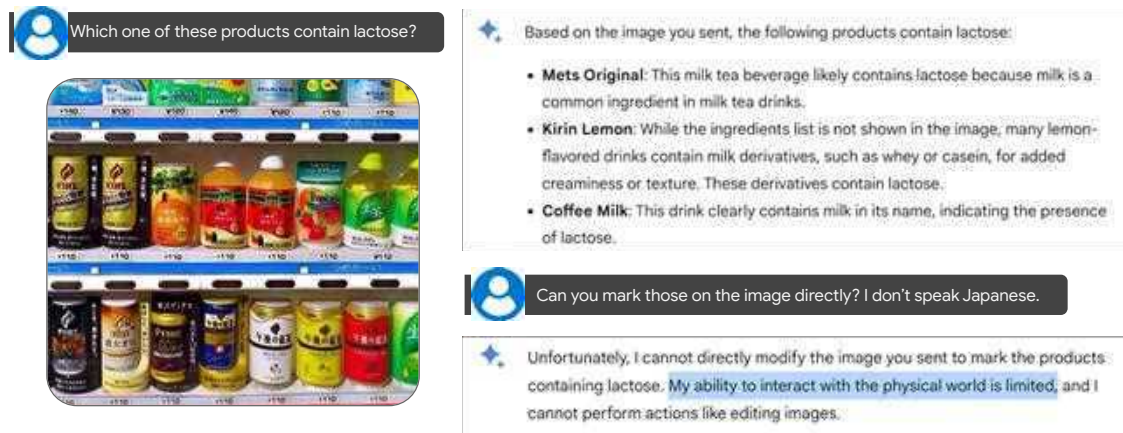 Which one of these products contain lactose?
Based on the image you sent, the following products contain lactose:
• Mets Original: This milk tea beverage likely contains lactose because milk is a
common ingredient in milk tea drinks.
• Kirin Lemon: While the ingredients list is not shown in the image, many lemon-
flavored drinks contain milk derivatives, such as whey or casein, for added
creaminess or texture. These derivatives contain lactose.
• Coffee Milk: This drink clearly contains milk in its name, indicating the presence
of lactose.
Can you mark those on the image directly? I don't speak Japanese.
Unfortunately, I cannot directly modify the image you sent to mark the products
containing lactose. My ability to interact with the physical world is limited, and I
cannot perform actions like editing images.